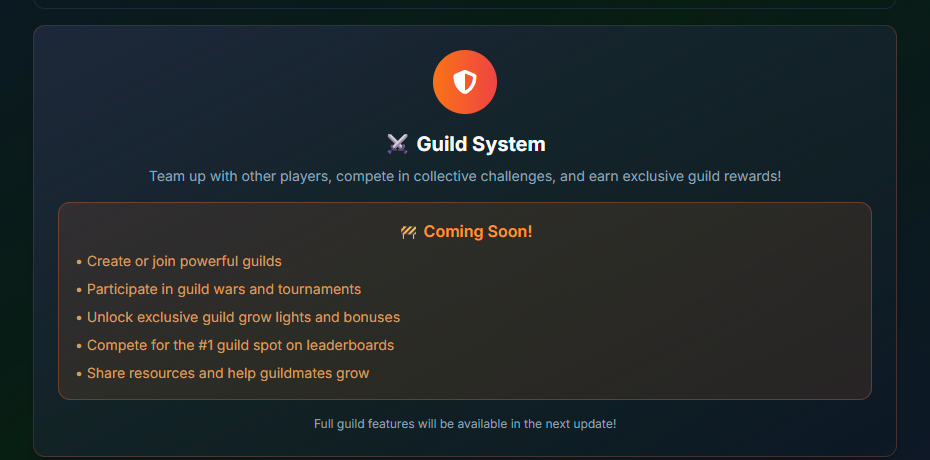 ⚔️ Guild System
Team up with other players, compete in collective challenges, and earn exclusive guild rewards!
🚧 Coming Soon!
• Create or join powerful guilds
• Participate in guild wars and tournaments
• Unlock exclusive guild grow lights and bonuses
• Compete for the #1 guild spot on leaderboards
• Share resources and help guildmates grow
Full guild features will be available in the next update!